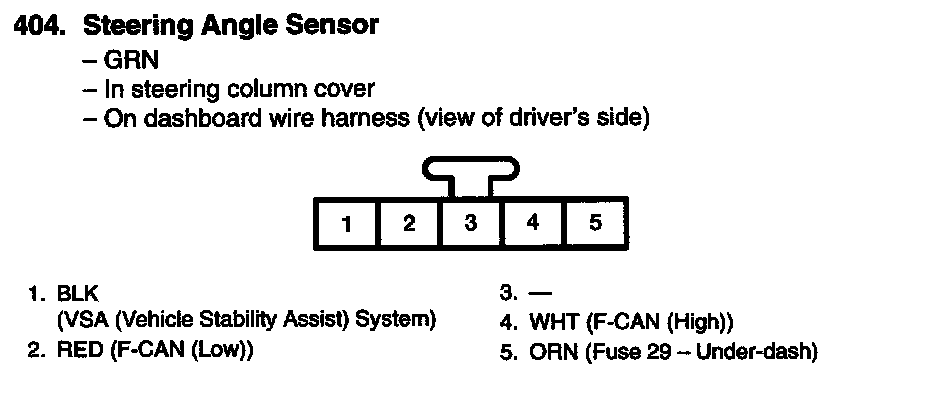 404. Steering Angle Sensor
– GRN
– In steering column cover
– On dashboard wire harness (view of driver's side)
1 2 3 4 5
1. BLK
(VSA (Vehicle Stability Assist) System)
2. RED (F-CAN (Low))
3. —
4. WHT (F-CAN (High))
5. ORN (Fuse 29 – Under-dash)